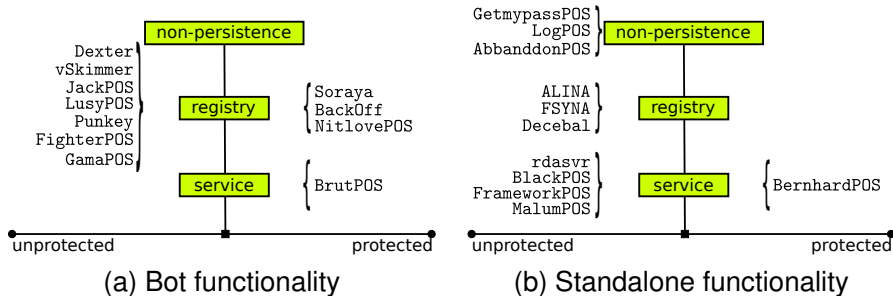 non-persistence
Dexter
vSkimmer
JackPOS
LusyPOS
Punkey
FighterPOS
GamaPOS
registry
Soraya
BackOff
NitlovePOS
service
BrutPOS
unprotected
protected
(a) Bot functionality
GetmypassPOS
LogPOS
AbbanddonPOS
non-persistence
ALINA
FSYNA
Decebal
registry
rdasvr
BlackPOS
FrameworkPOS
MalumPOS
service
BernhardPOS
unprotected
protected
(b) Standalone functionality